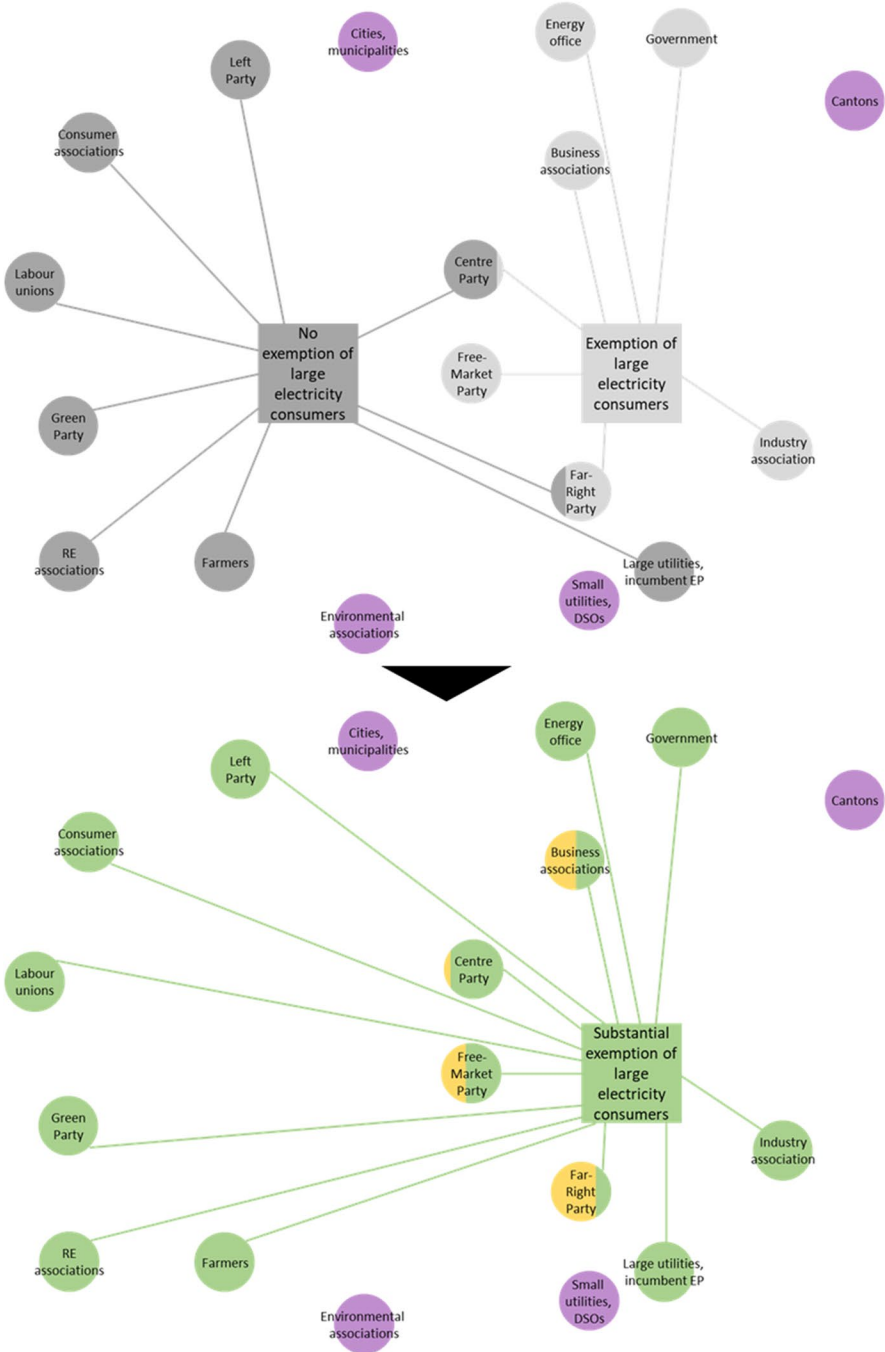 Cities,
municipalities
Energy
office
Government
Left
Party
Cantons
Consumer
associations
Business
associations
Labour
unions
Centre
Party
No
exemption of
large
electricity
consumers
Exemption of
large
electricity
consumers
Free-
Market
Party
Green
Party
Industry
association
Far-
Right
Party
RE
associations
Farmers
Large utilities,
incumbent EP
Small
utilities,
DSOs
Environmental
associations
Cities,
municipalities
Energy
office
Government
Left
Party
Cantons
Consumer
associations
Business
associations
Labour
unions
Centre
Party
Substantial
exemption of
large
electricity
consumers
Free-
Market
Party
Green
Party
Industry
association
Far-
Right
Party
RE
associations
Farmers
Large utilities,
incumbent EP
Small
utilities,
DSOs
Environmental
associations